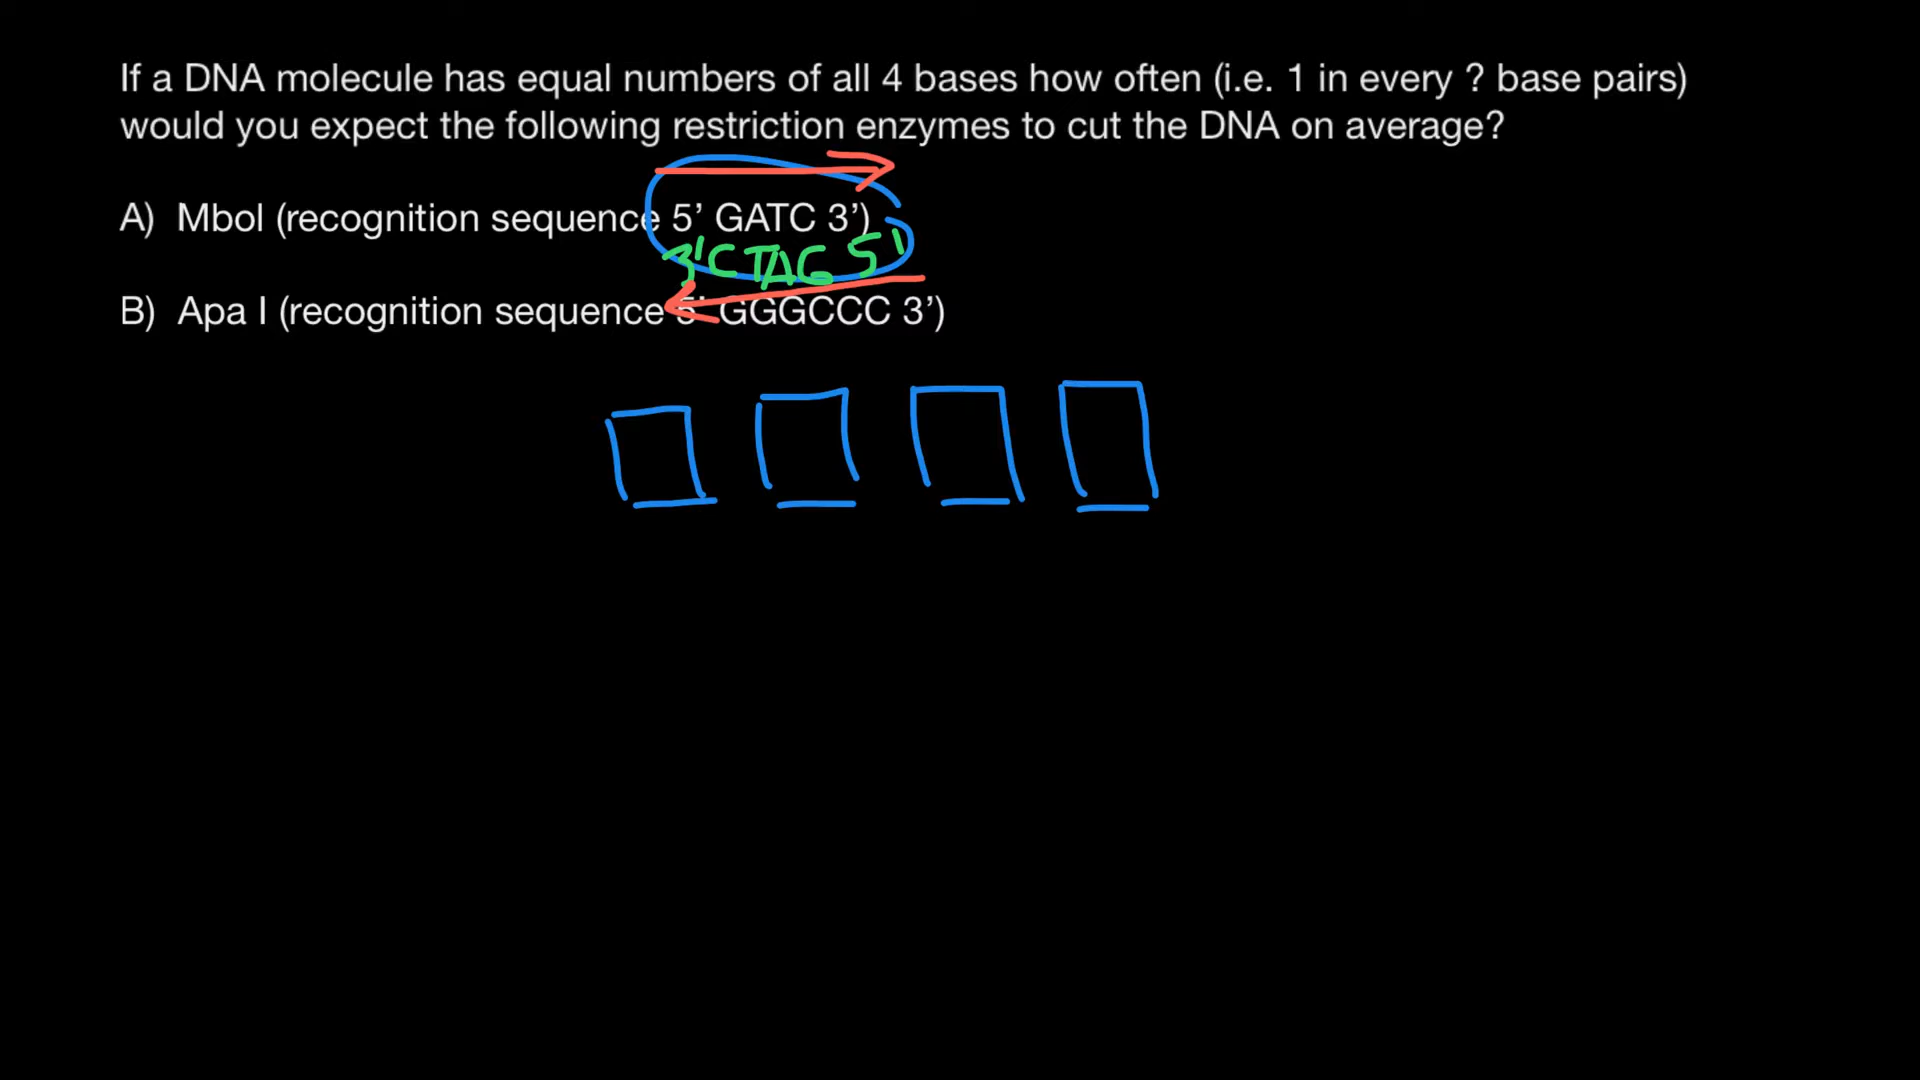 If a DNA molecule has equal numbers of all 4 bases how often (i.e. 1 in every ? base pairs)
would you expect the following restriction enzymes to cut the DNA on average?
A) MboI (recognition sequence 5’ GATC 3’)
3' CTAG 5'
B) Apa I (recognition sequence 5’ GGGCCC 3’)